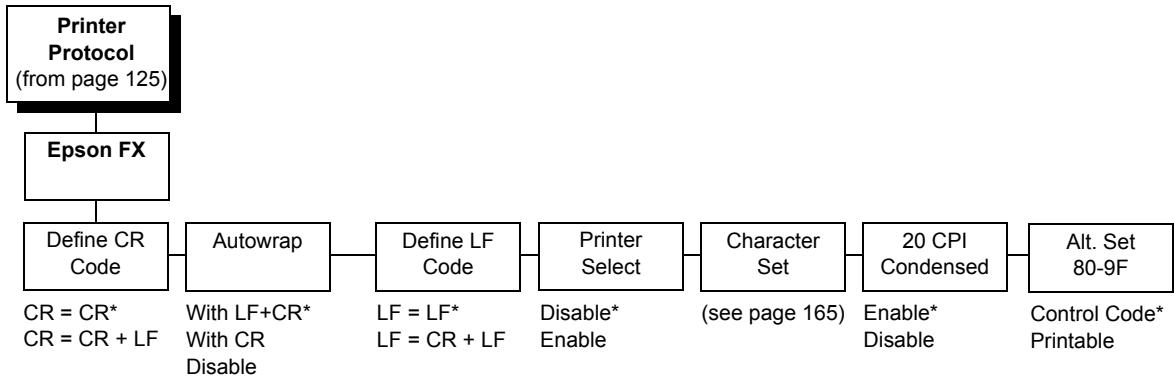 Printer
Protocol
(from page 125)
Epson FX
Define CR
Code
CR = CR*
CR = CR + LF
Autowrap
With LF+CR*
With CR
Disable
Define LF
Code
LF = LF*
LF = CR + LF
Printer
Select
Disable*
Enable
Character
Set
(see page 165)
20 CPI
Condensed
Enable*
Disable
Alt. Set
80-9F
Control Code*
Printable